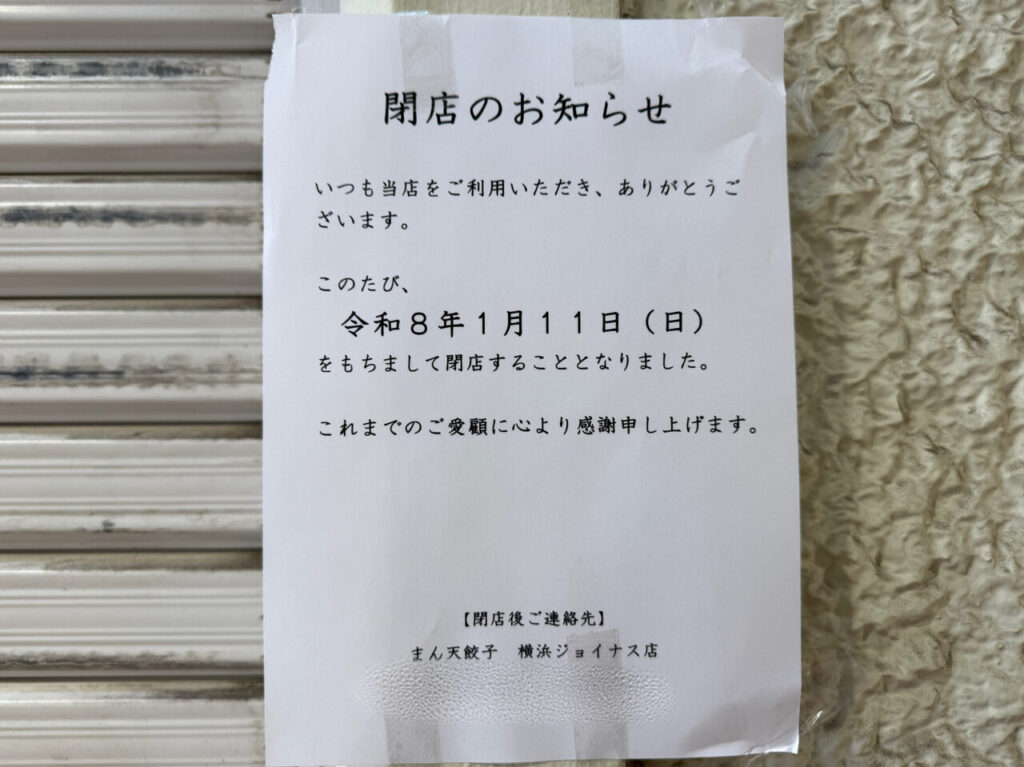 閉店のお知らせ
いつも当店をご利用いただき、ありがとうご
ざいます。
このたび、
令和８年１月１１日（日）
をもちまして閉店することとなりました。
これまでのご愛顧に心より感謝申し上げます。
【閉店後ご連絡先】
まん天餃子　横浜ジョイナス店